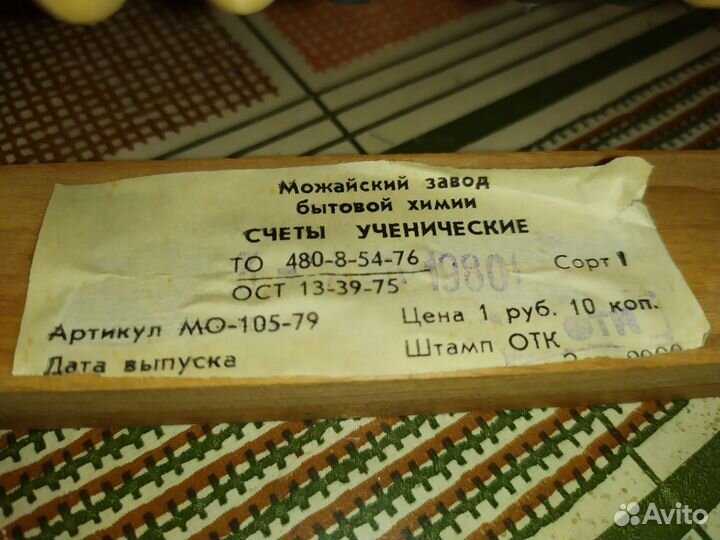 Можайский завод
бытовой химии
СЧЕТЫ УЧЕНИЧЕСКИЕ
ТО 480-8-54-76 Сорт 1
ОСТ 13-39-75
Артикул МО-105-79 Цена 1 руб. 10 коп.
Дата выпуска Штамп ОТК
Avito